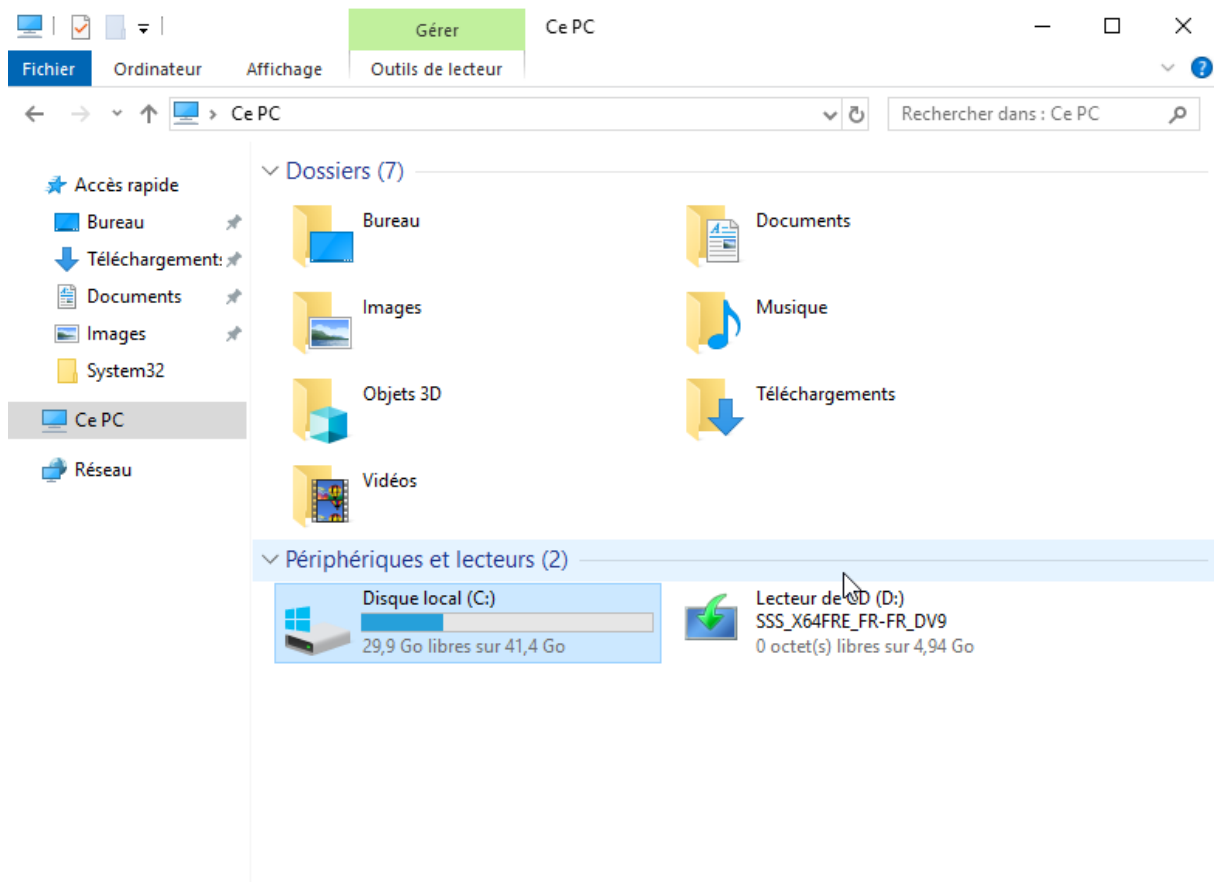 Gérer
Ce PC
Fichier
Ordinateur
Affichage
Outils de lecteur
?
Ce PC
Rechercher dans : Ce PC
Accès rapide
Bureau
Téléchargements
Documents
Images
System32
Ce PC
Réseau
Dossiers (7)
Bureau
Documents
Images
Musique
Objets 3D
Téléchargements
Vidéos
Périphériques et lecteurs (2)
Disque local (C:)
29,9 Go libres sur 41,4 Go
Lecteur de CD (D:)
SSS_X64FRE_FR-FR_DV9
0 octet(s) libres sur 4,94 Go